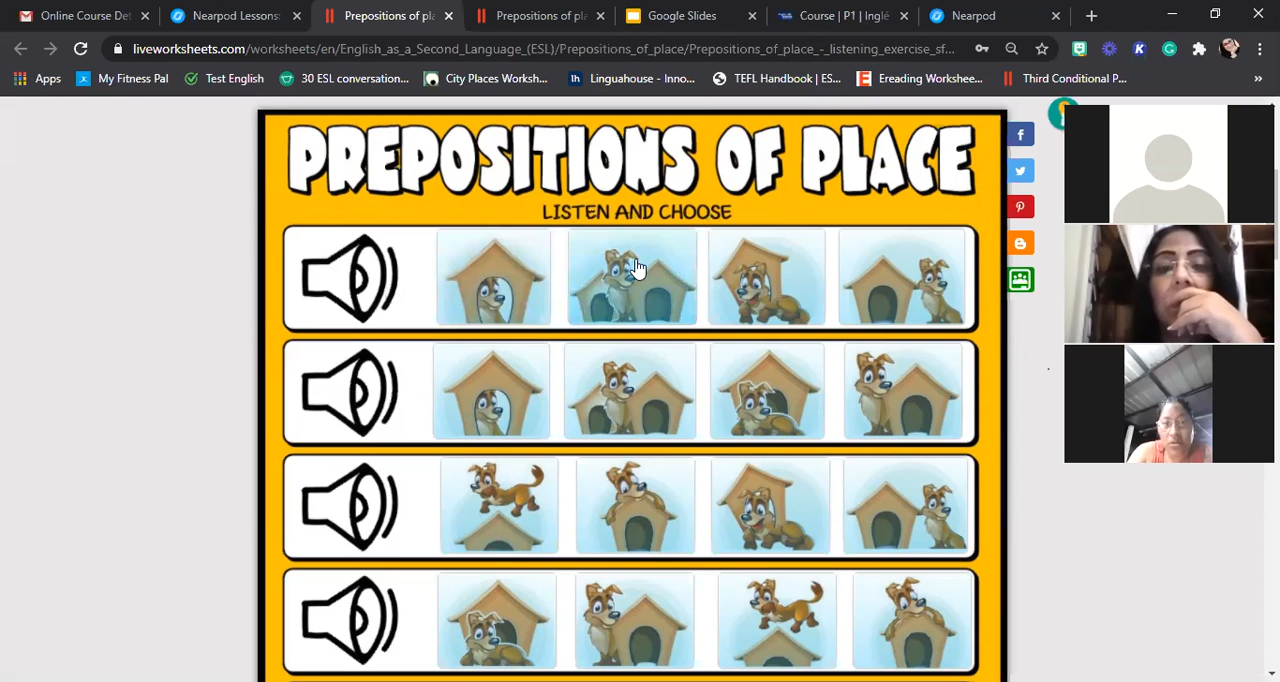 Online Course Det
Nearpod Lessons:
Prepositions of pla
Prepositions of pla
Google Slides
Course | P1 | Inglé
Nearpod
liveworksheets.com/worksheets/en/English_as_a_Second_Language_(ESL)/Prepositions_of_place/Prepositions_of_place_-_listening_exercise_sf...
Apps
My Fitness Pal
Test English
30 ESL conversation...
City Places Worksh...
Linguahouse - Inno...
TEFL Handbook | ES...
Ereading Workshee...
Third Conditional P...
PREPOSITIONS OF PLACE
LISTEN AND CHOOSE